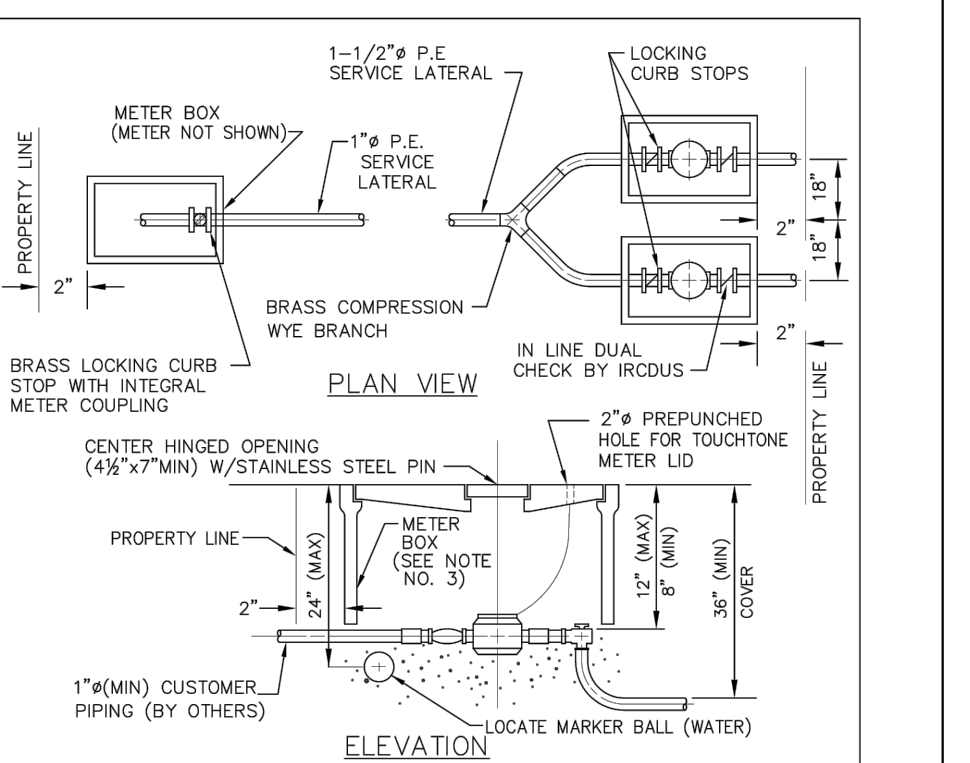 1-1/2"ø P.E
SERVICE LATERAL
LOCKING
CURB STOPS
METER BOX
(METER NOT SHOWN)
1"ø P.E.
SERVICE
LATERAL
PROPERTY LINE
2"
18"
2"
18"
BRASS COMPRESSION
WYE BRANCH
2"
BRASS LOCKING CURB
STOP WITH INTEGRAL
METER COUPLING
IN LINE DUAL
CHECK BY IRCDUS
PLAN VIEW
PROPERTY LINE
CENTER HINGED OPENING
(4½"x7"MIN) W/STAINLESS STEEL PIN
2"ø PREPUNCHED
HOLE FOR TOUCHTONE
METER LID
PROPERTY LINE
METER
BOX
(SEE NOTE
NO. 3)
24" (MAX)
2"
12" (MAX)
8" (MIN)
36" (MIN)
COVER
1"ø(MIN) CUSTOMER
PIPING (BY OTHERS)
LOCATE MARKER BALL (WATER)
ELEVATION